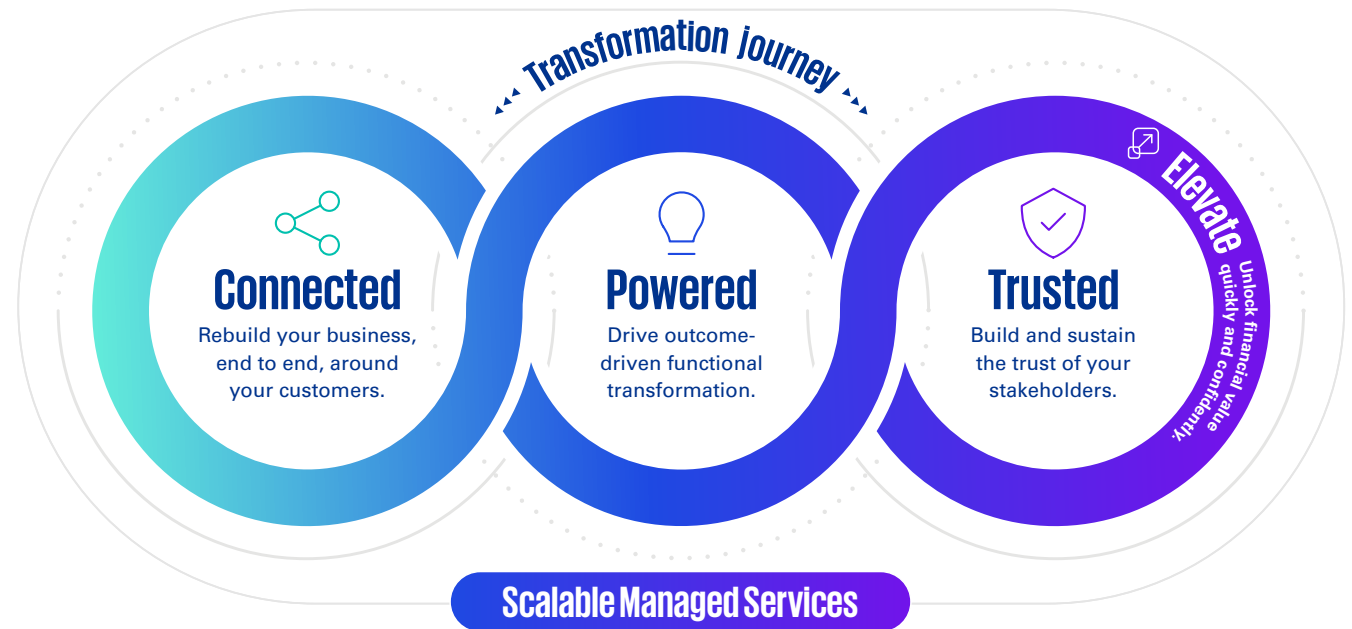 Transformation journey
Connected
Rebuild your business,
end to end, around
your customers.
Powered
Drive outcome-
driven functional
transformation.
Trusted
Build and sustain
the trust of your
stakeholders.
Elevate
Unlock financial value
quickly and confidently.
Scalable Managed Services